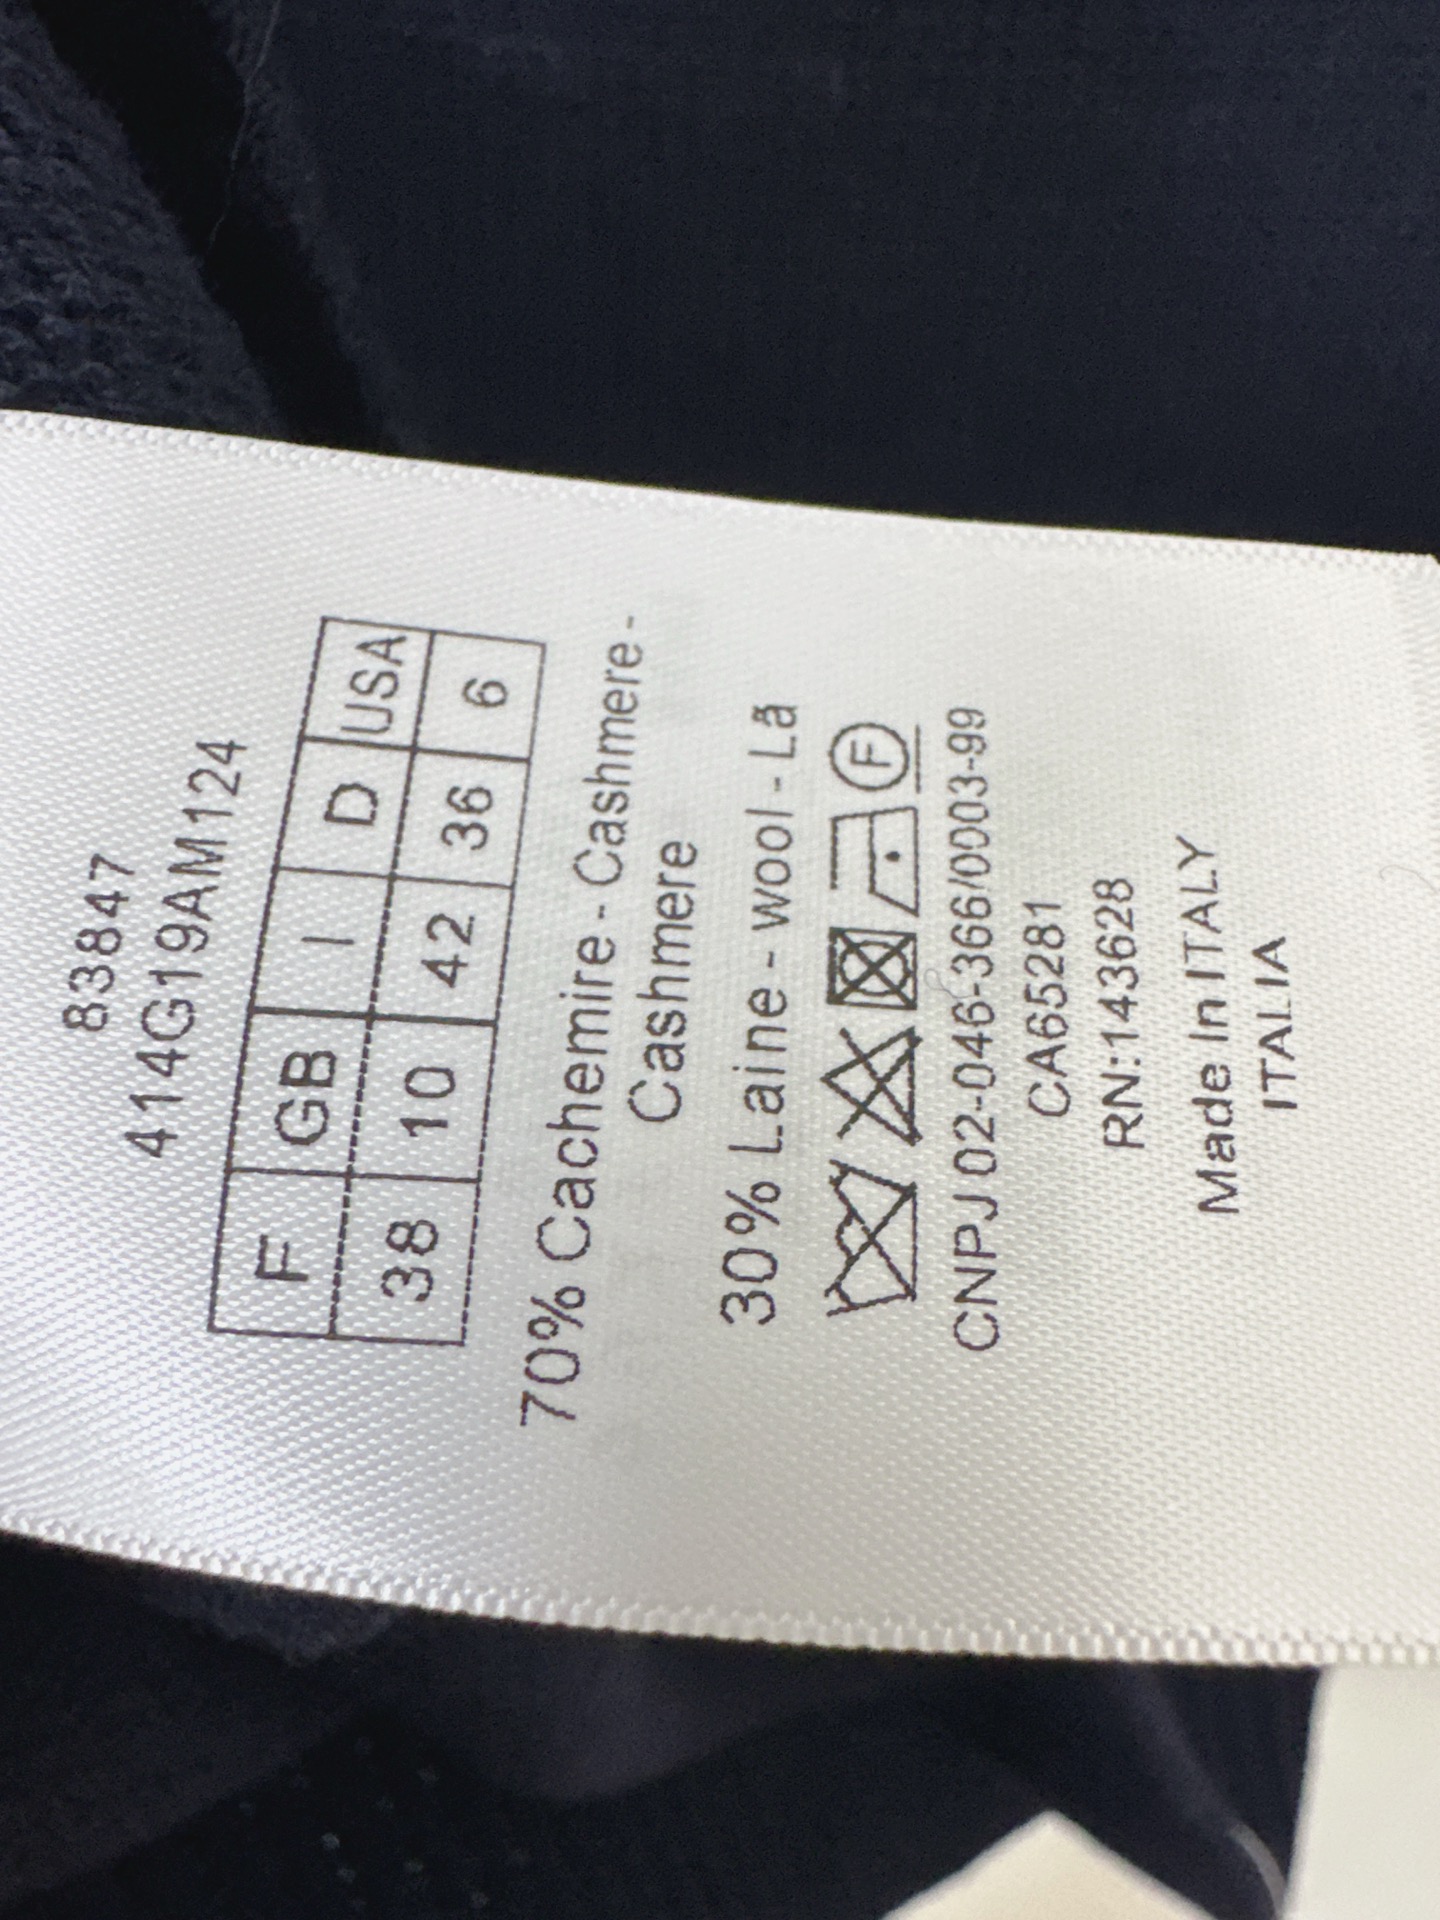 83847
414G19AM124
F GB I D USA
38 10 42 36 6
70% Cachemire - Cashmere -
Cashmere
30% Laine - wool - Lã
F
CNPJ 02-046-366/0003-99
CA65281
RN:143628
Made In ITALY
ITALIA